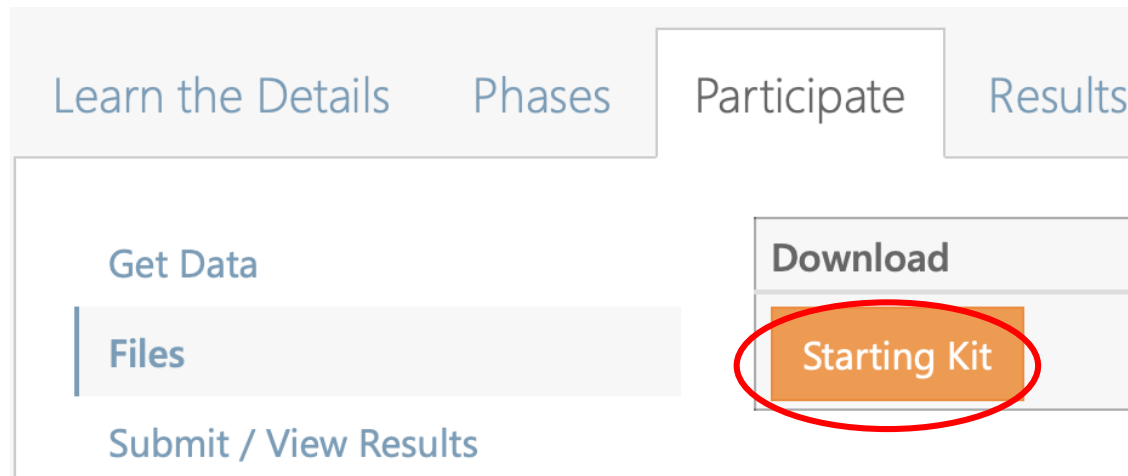 Learn the Details Phases Participate Results
Get Data
Download
Files
Starting Kit
Submit / View Results